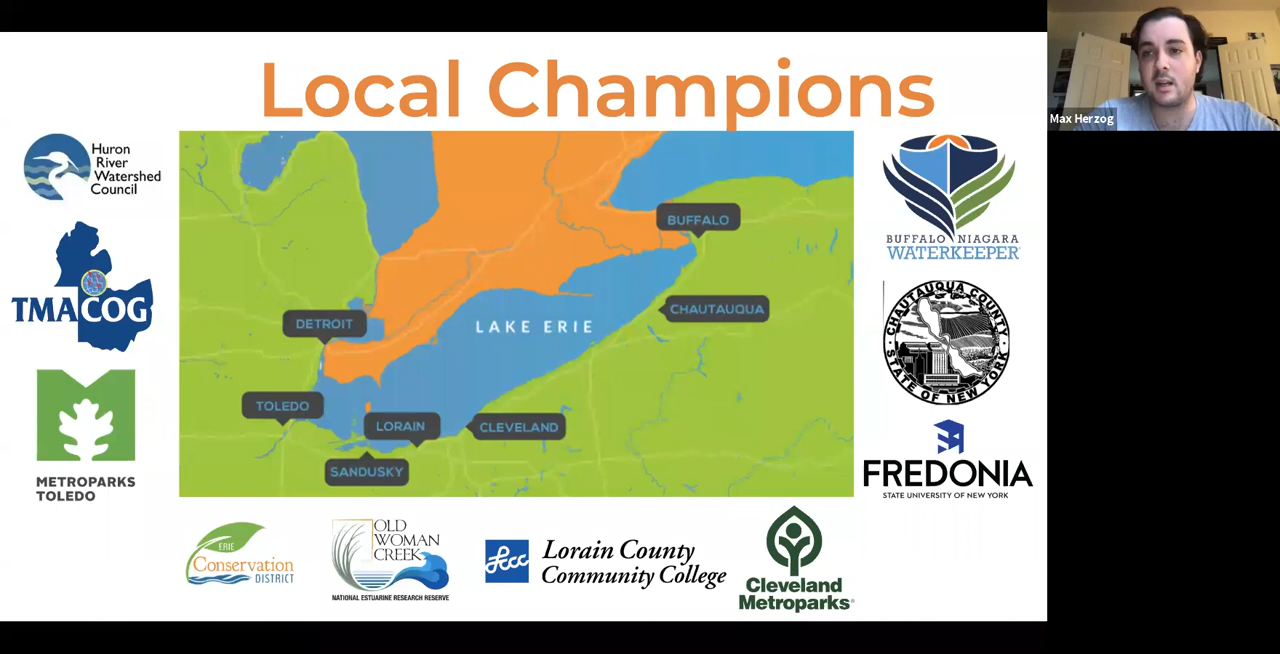 Local Champions
Max Herzog
Huron
River
Watershed
Council
TMACOG
METROPARKS
TOLEDO
DETROIT
TOLEDO
LORAIN
SANDUSKY
CLEVELAND
LAKE ERIE
BUFFALO
CHAUTAUQUA
BUFFALO NIAGARA
WATERKEEPER
CHAUTAUQUA COUNTY
STATE OF NEW YORK
FREDONIA
STATE UNIVERSITY OF NEW YORK
ERIE
Conservation
DISTRICT
OLD
WOMAN
CREEK
NATIONAL ESTUARINE RESEARCH RESERVE
lccc
Lorain County
Community College
Cleveland
Metroparks